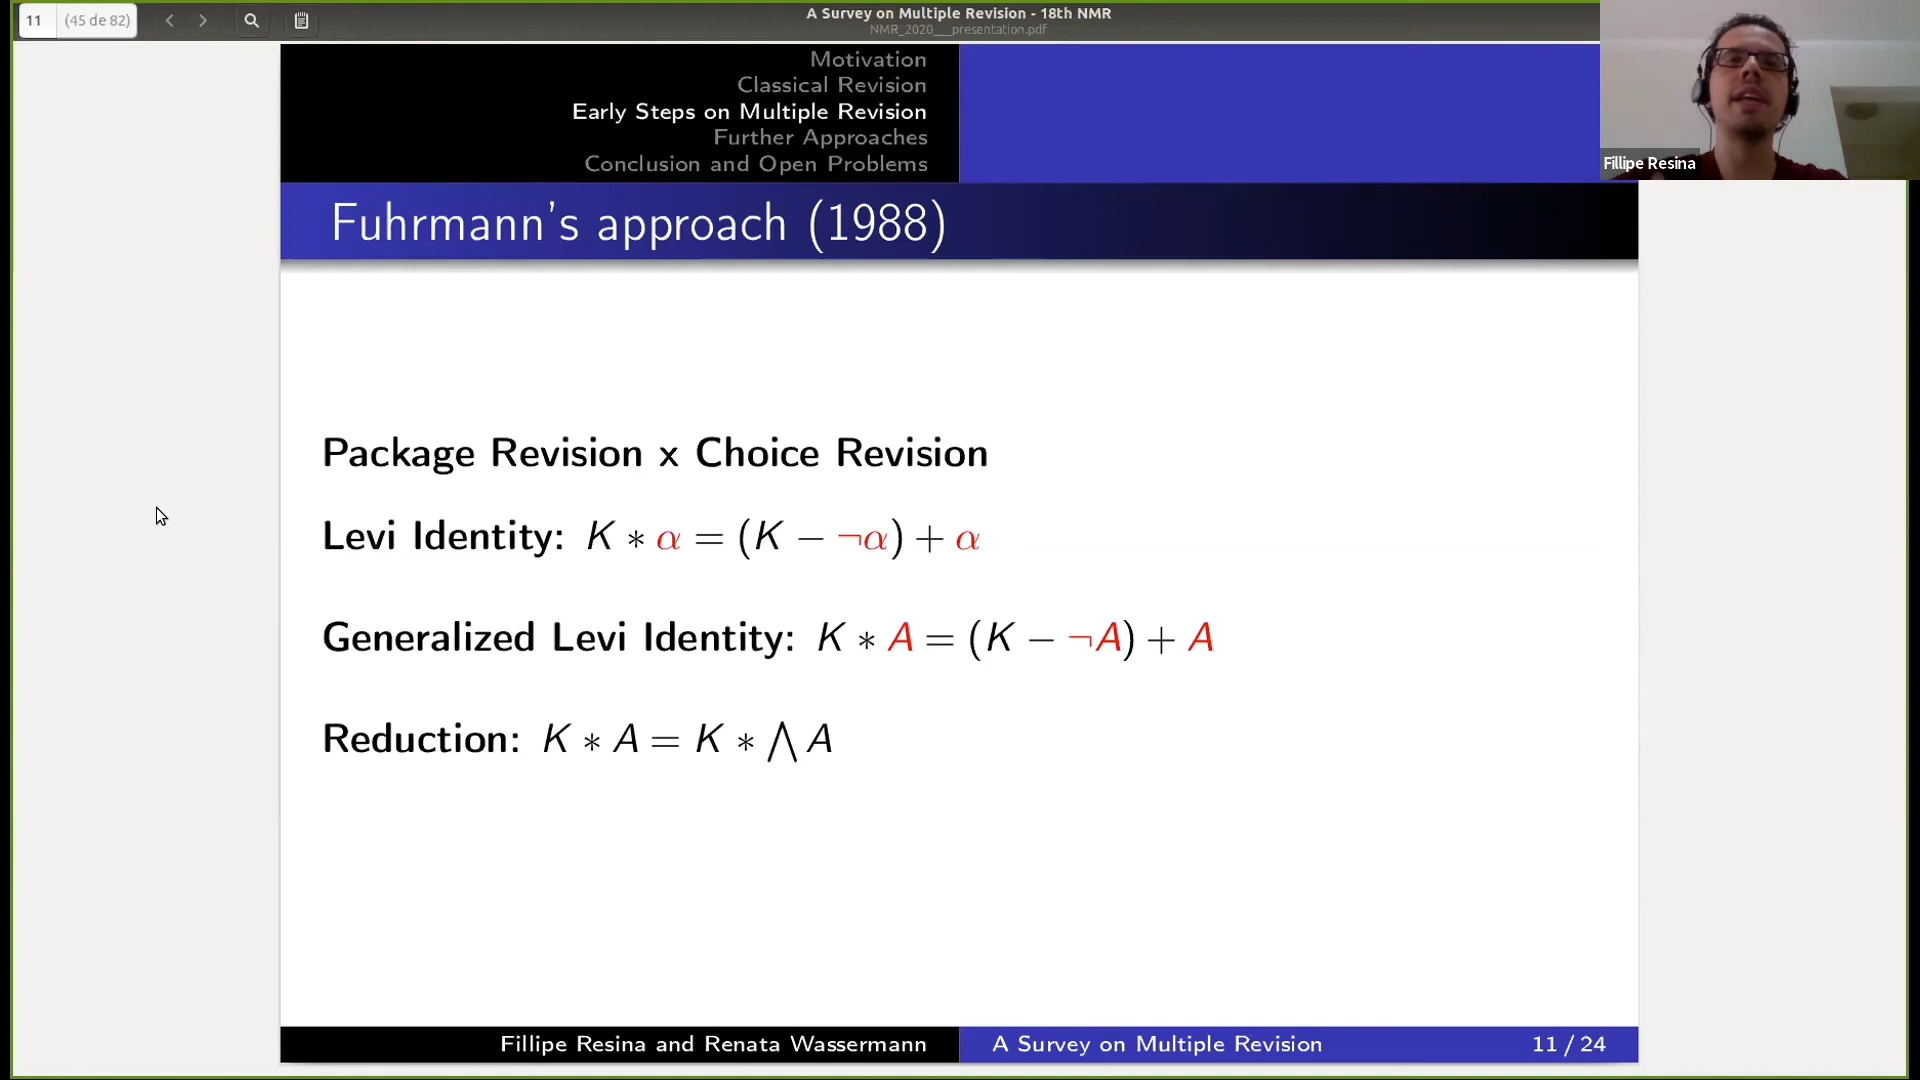 11 (45 de 82)
A Survey on Multiple Revision - 18th NMR
NMR_2020___presentation.pdf
Motivation
Classical Revision
Early Steps on Multiple Revision
Further Approaches
Conclusion and Open Problems
Fillipe Resina
Fuhrmann's approach (1988)
Package Revision x Choice Revision
Levi Identity: K ∗ α = (K − ¬α) + α
Generalized Levi Identity: K ∗ A = (K − ¬A) + A
Reduction: K ∗ A = K ∗ ⋀ A
Fillipe Resina and Renata Wassermann
A Survey on Multiple Revision
11 / 24